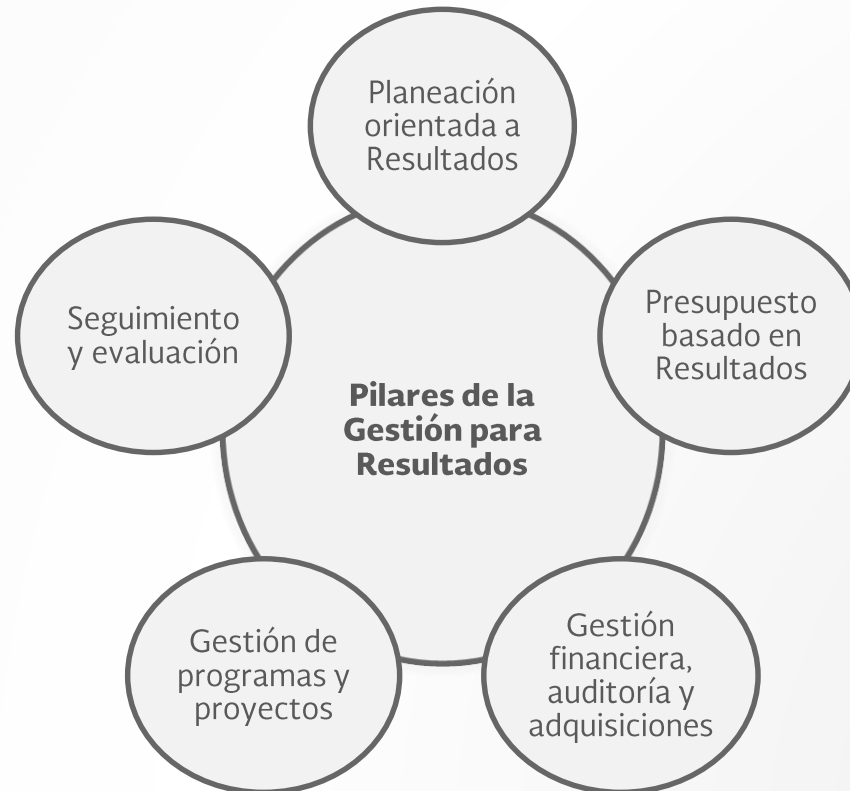 Planeación
orientada a
Resultados
Seguimiento
y evaluación
Presupuesto
basado en
Resultados
Pilares de la
Gestión para
Resultados
Gestión de
programas y
proyectos
Gestión
financiera,
auditoría y
adquisiciones